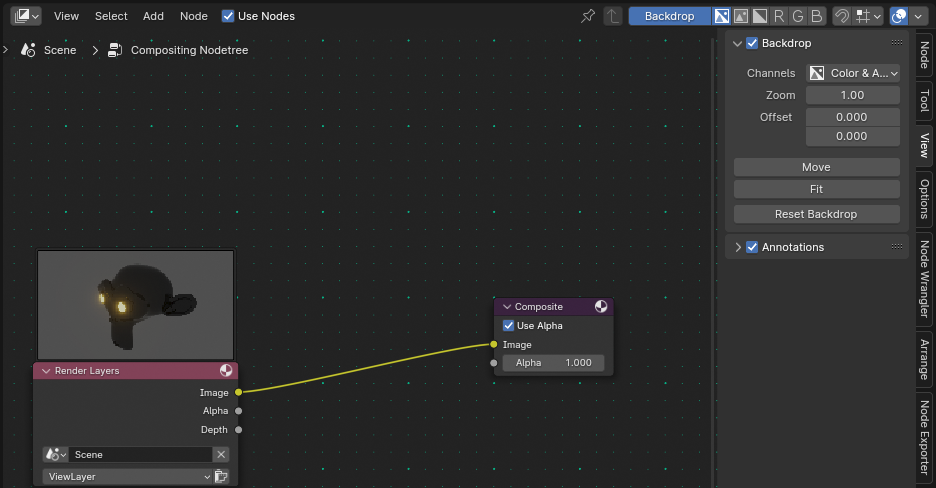 View Select Add Node Use Nodes Backdrop R G B
Scene Compositing Nodetree
Backdrop
Channels Color & A...
Zoom 1.00
Offset 0.000
0.000
Move
Fit
Reset Backdrop
Annotations
Node
Tool
View
Options
Node Wrangler
Arrange
Node Exporter
Composite
Use Alpha
Image
Alpha 1.000
Render Layers
Image
Alpha
Depth
Scene
ViewLayer